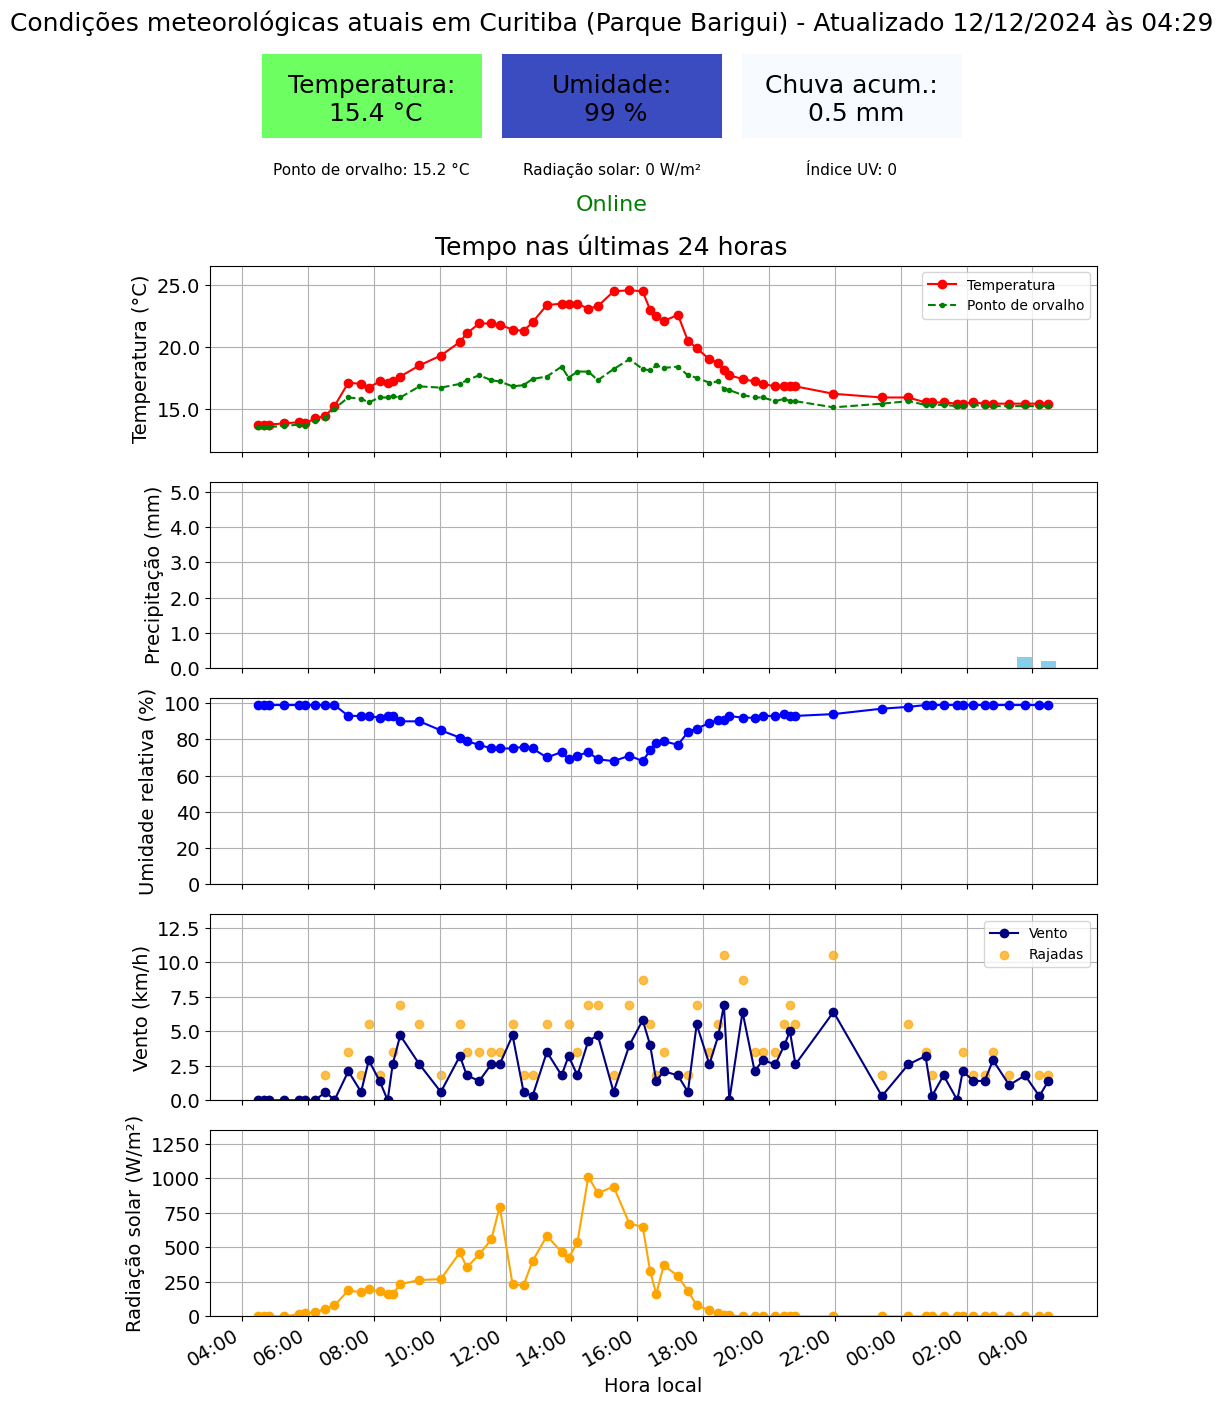 Condições meteorológicas atuais em Curitiba (Parque Barigui) - Atualizado 12/12/2024 às 04:29
Temperatura:
15.4 °C
Umidade:
99 %
Chuva acum.:
0.5 mm
Ponto de orvalho: 15.2 °C
Radiação solar: 0 W/m²
Índice UV: 0
Online
Tempo nas últimas 24 horas
Temperatura (°C)
25.0
20.0
15.0
Temperatura
Ponto de orvalho
Precipitação (mm)
5.0
4.0
3.0
2.0
1.0
0.0
Umidade relativa (%)
100
80
60
40
20
0
Vento (km/h)
12.5
10.0
7.5
5.0
2.5
0.0
Vento
Rajadas
Radiação solar (W/m²)
1250
1000
750
500
250
0
04:00
06:00
08:00
10:00
12:00
14:00
16:00
18:00
20:00
22:00
00:00
02:00
04:00
Hora local